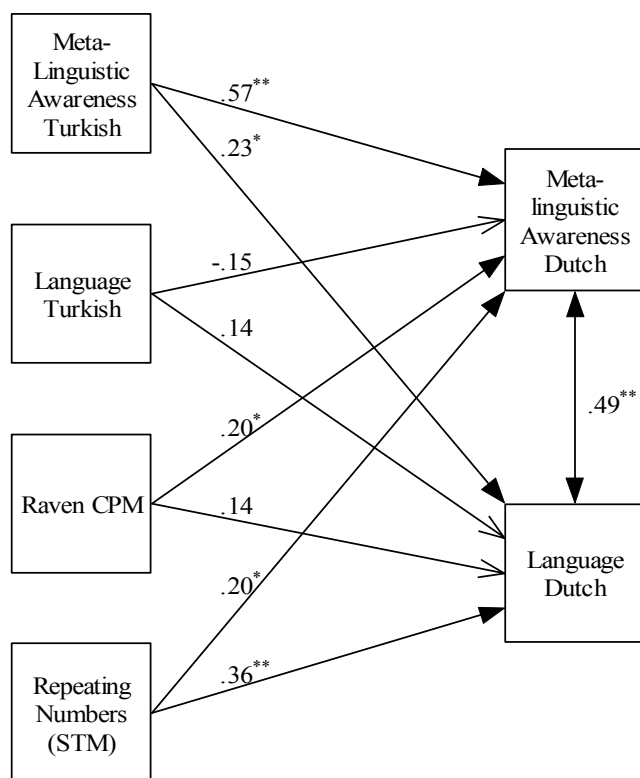 Meta-
Linguistic
Awareness
Turkish
.57**
.23*
Meta-
linguistic
Awareness
Dutch
Language
Turkish
-.15
.14
.49**
Raven CPM
.20*
.14
Language
Dutch
Repeating
Numbers
(STM)
.20*
.36**